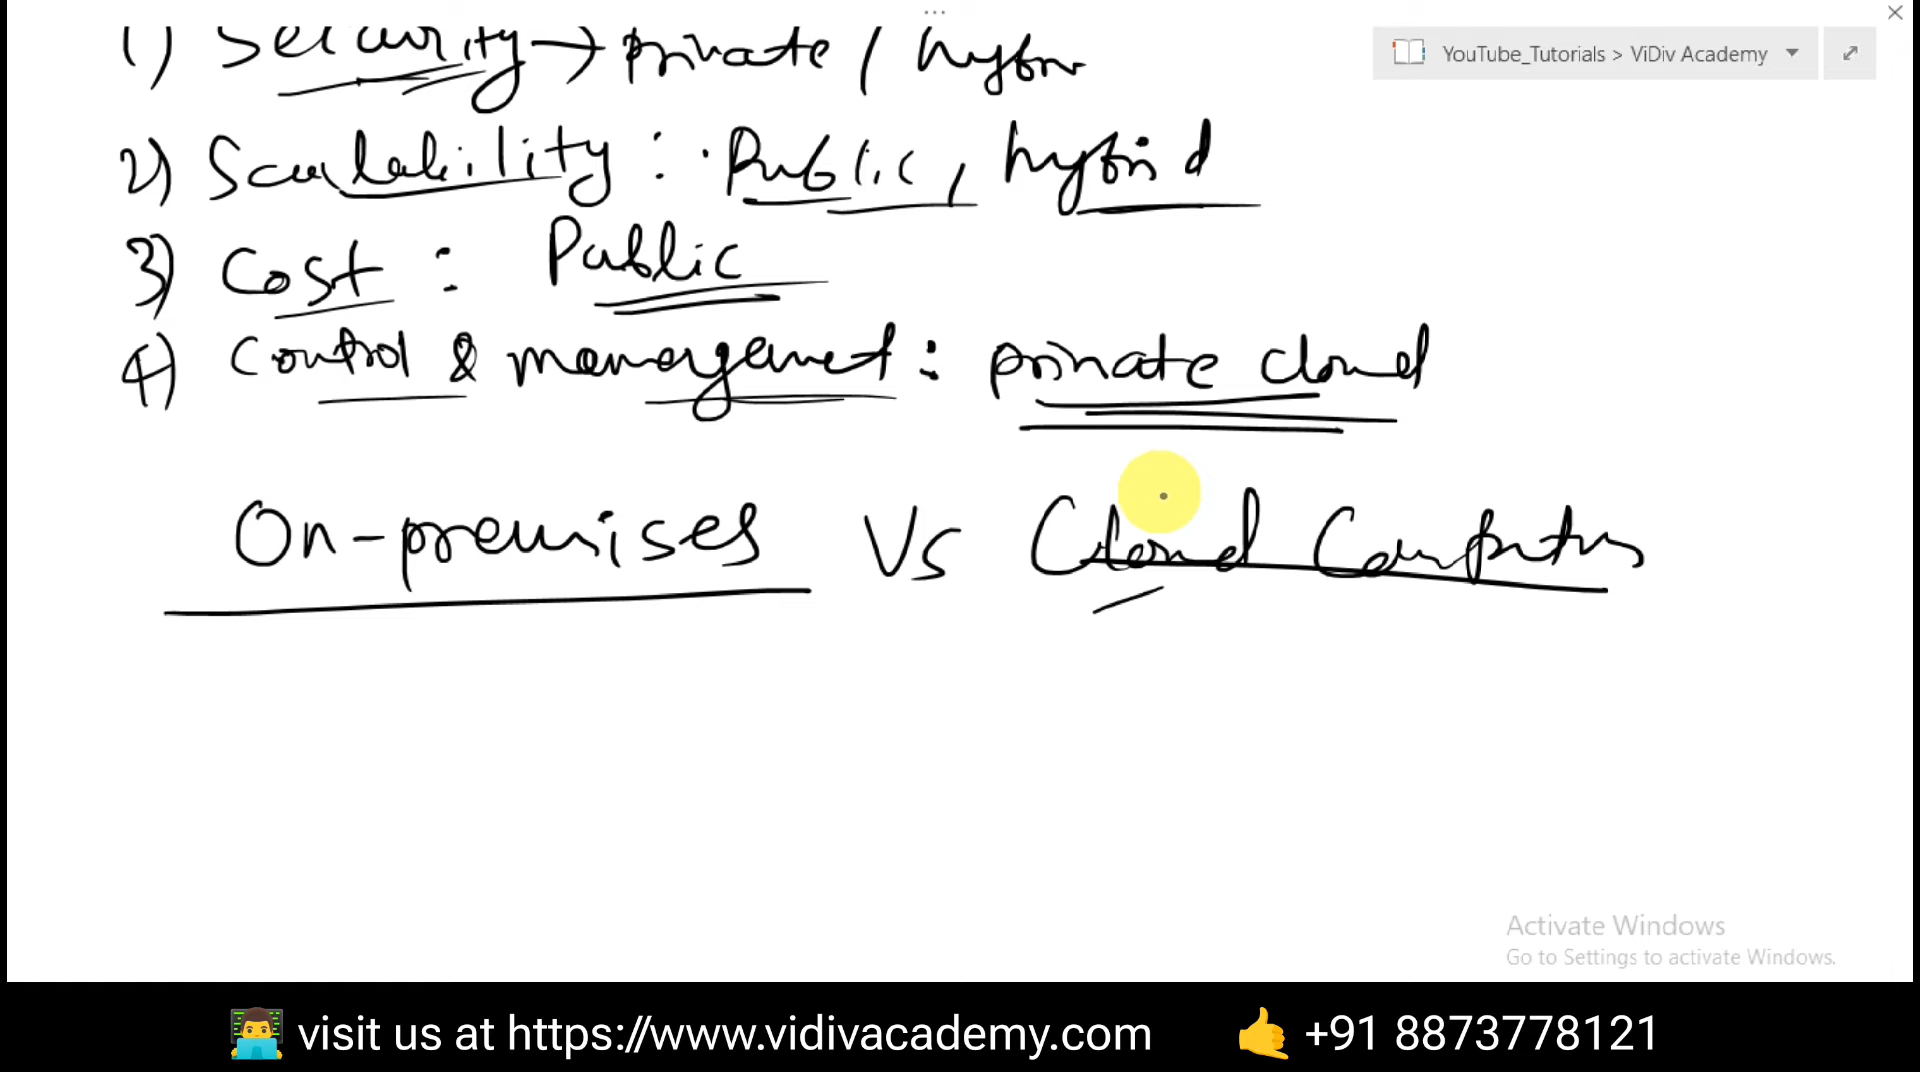 1) Security → private / hybr
YouTube_Tutorials > ViDiv Academy
2) Scalability : Public, hybrid
3) Cost : Public
4) Control & management : private cloud
On-premises Vs Cloud Computing
Activate Windows
Go to Settings to activate Windows.
visit us at https://www.vidivacademy.com +91 8873778121